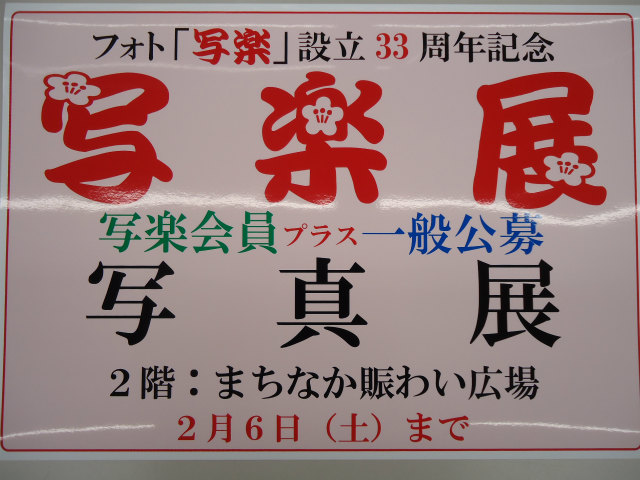 フォト「写楽」設立33周年記念
写楽展
写楽会員プラス一般公募
写真展
2階：まちなか賑わい広場
2月6日（土）まで